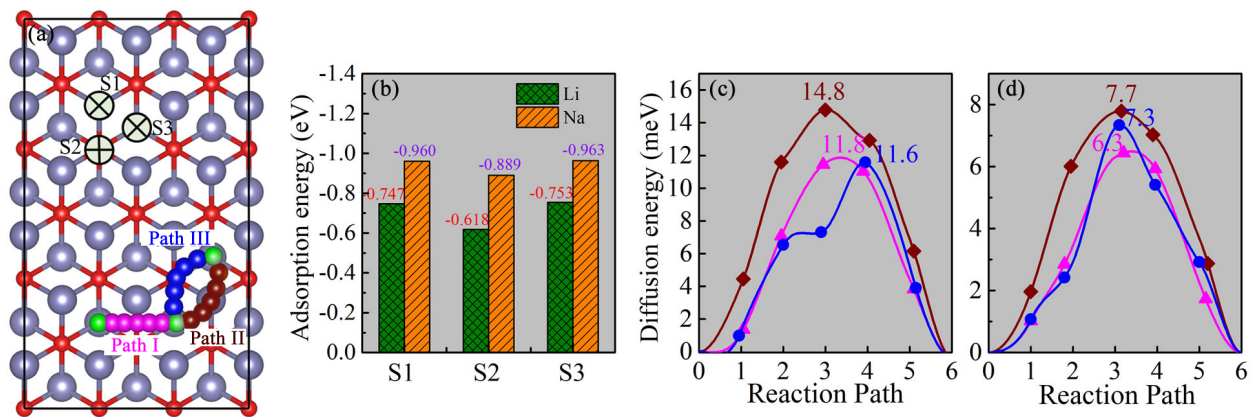 (a)
S1
S3
S2
Path III
Path I
Path II
(b)
Adsorption energy (eV)
-1.4
-1.2
-1.0
-0.8
-0.6
-0.4
-0.2
0.0
Li
Na
-0.747
-0.960
-0.618
-0.889
-0.753
-0.963
S1 S2 S3
(c)
Diffusion energy (meV)
16
14
12
10
8
6
4
2
0
14.8
11.8
11.6
0 1 2 3 4 5 6
Reaction Path
(d)
8
6
4
2
0
7.7
7.3
6.3
0 1 2 3 4 5 6
Reaction Path